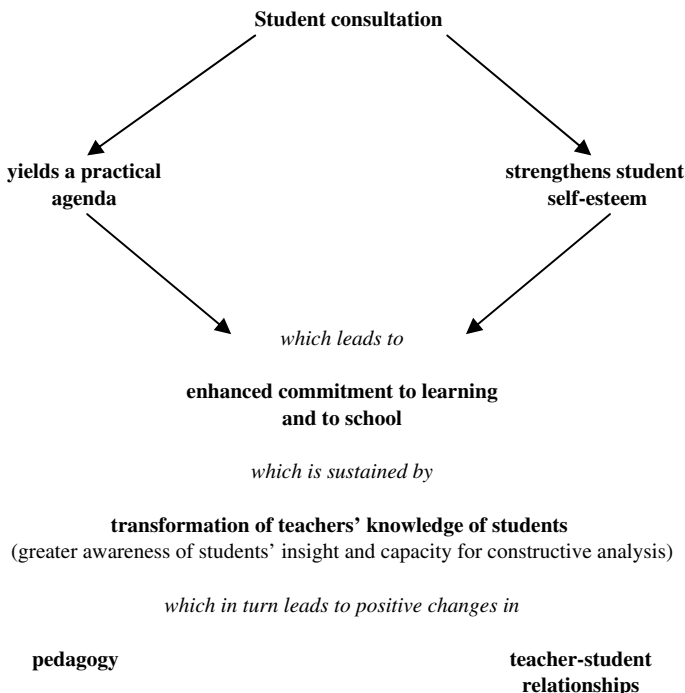 Student consultation
yields a practical
agenda
strengthens student
self-esteem
which leads to
enhanced commitment to learning
and to school
which is sustained by
transformation of teachers’ knowledge of students
(greater awareness of students’ insight and capacity for constructive analysis)
which in turn leads to positive changes in
pedagogy
teacher-student
relationships